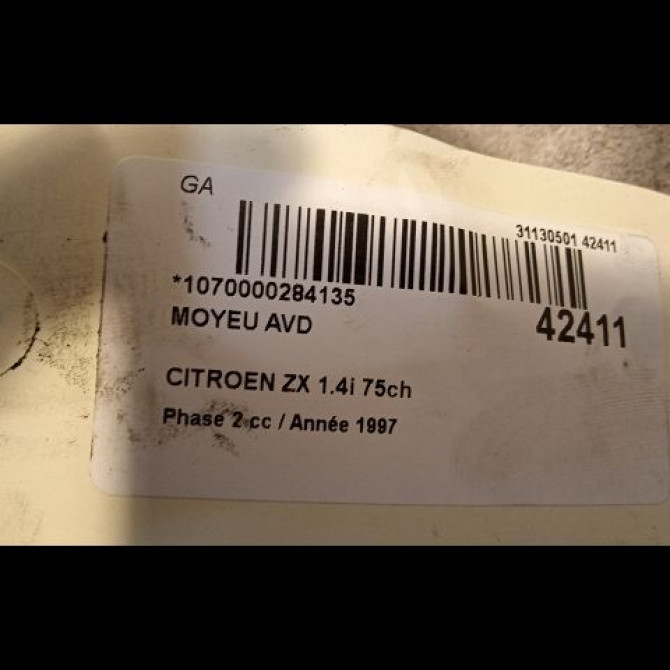 GA
31130501 42411
*1070000284135
MOYEU AVD
42411
CITROEN ZX 1.4i 75ch
Phase 2 cc / Année 1997